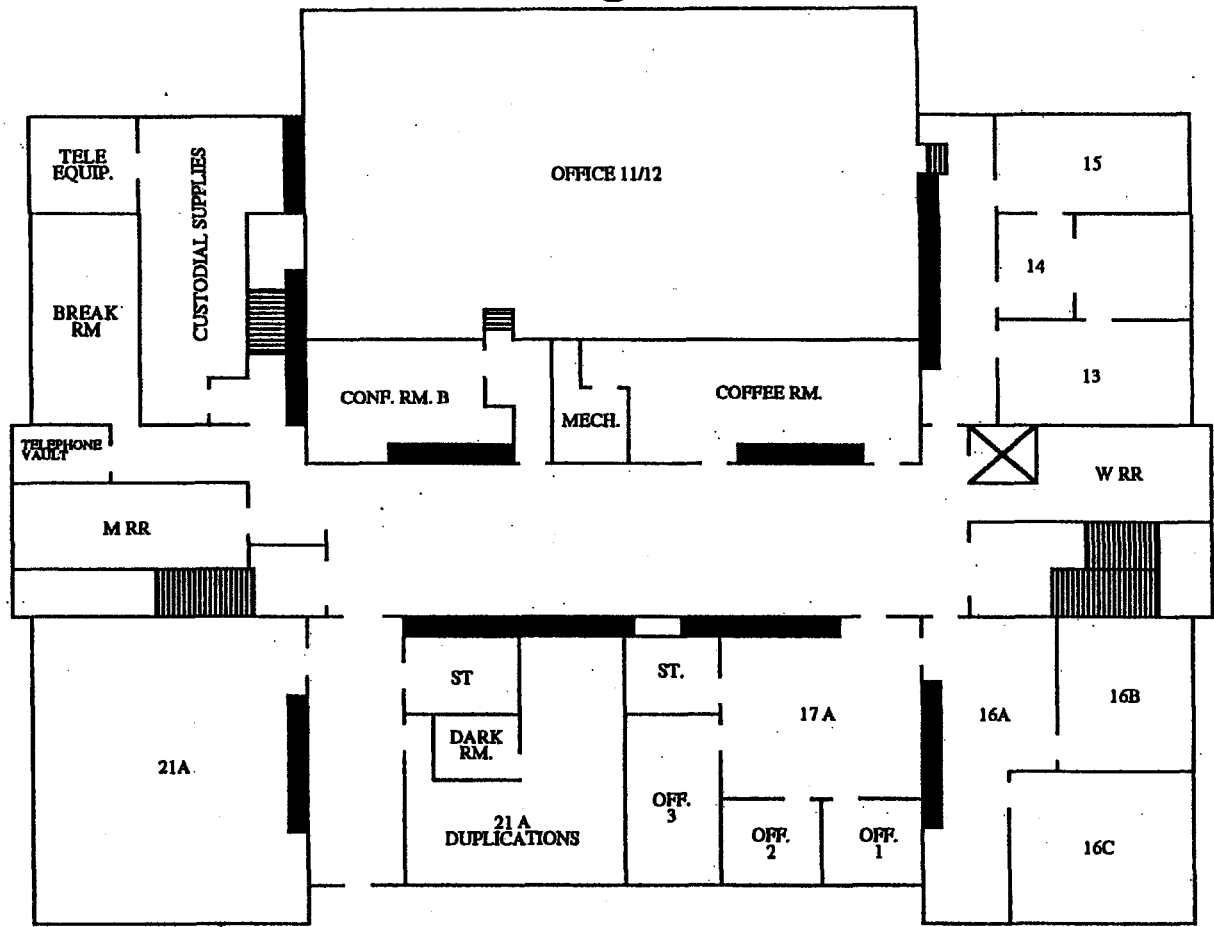 TELE
EQUIP.
CUSTODIAL SUPPLIES
OFFICE 11/12
15
14
BREAK
RM
13
CONF. RM. B
MECH.
COFFEE RM.
TELEPHONE
VAULT
W RR
M RR
ST
ST.
DARK
RM.
17 A
16A
16B
21A
OFF.
3
21 A
DUPLICATIONS
OFF.
2
OFF.
1
16C